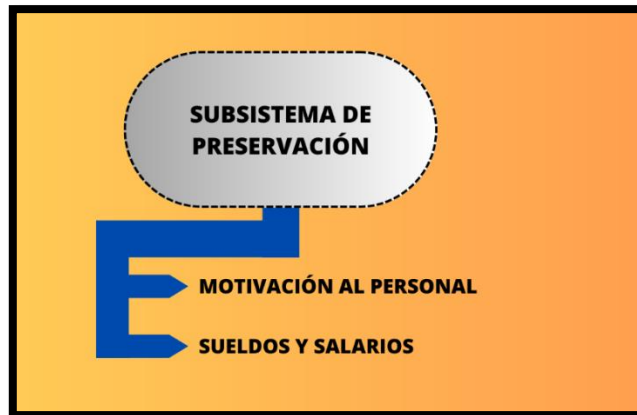 SUBSISTEMA DE
PRESERVACIÓN
MOTIVACIÓN AL PERSONAL
SUELDOS Y SALARIOS